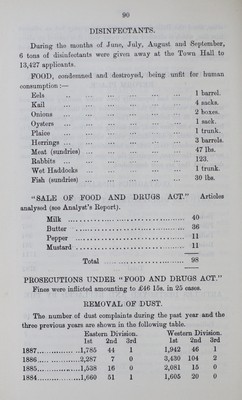 90
DISINFECTANTS.
During the months of June, July, August and September,
6 tons of disinfectants were given away at the Town Hall to
13,427 applicants.
FOOD, condemned and destroyed, being unfit for human
consumption:—
Eels ... ... ... ... ... ... ... 1 barrel.
Kail ... ... ... ... ... ... ... 4 sacks.
Onions ... ... ... ... ... ... ... 2 boxes.
Oysters ... ... ... ... ... ... ... 1 sack.
Plaice ... ... ... ... ... ... ... 1 trunk.
Herrings ... ... ... ... ... ... ... 3 barrels.
Meat (sundries) ... ... ... ... ... ... 47 lbs.
Rabbits ... ... ... ... ... ... ... 123.
Wet Haddocks ... ... ... ... ... ... 1 trunk.
Fish (sundries) ... ... ... ... ... ... 30 lbs.
"SALE OF FOOD AND DRUGS ACT." Articles
analysed (see Analyst's Report).
Milk ... 40
Butter ... 36
Pepper ... 11
Mustard ... 11
Total ... 98
PROSECUTIONS UNDER "FOOD AND DRUGS ACT."
Fines were inflicted amounting to £46 15s. in 25 cases.
REMOVAL OF DUST.
The number of dust complaints during the past year and the
three previous years are shown in the following table.
Eastern Division. Western Division.
1st 2nd 3rd 1st 2nd 3rd
1887...............1,785 44 1 1,942 46 1
1886...............2,287 7 0 3,430 104 2
1885...............1,538 16 0 2,081 15 0
1884...............1,660 51 1 1,605 20 0